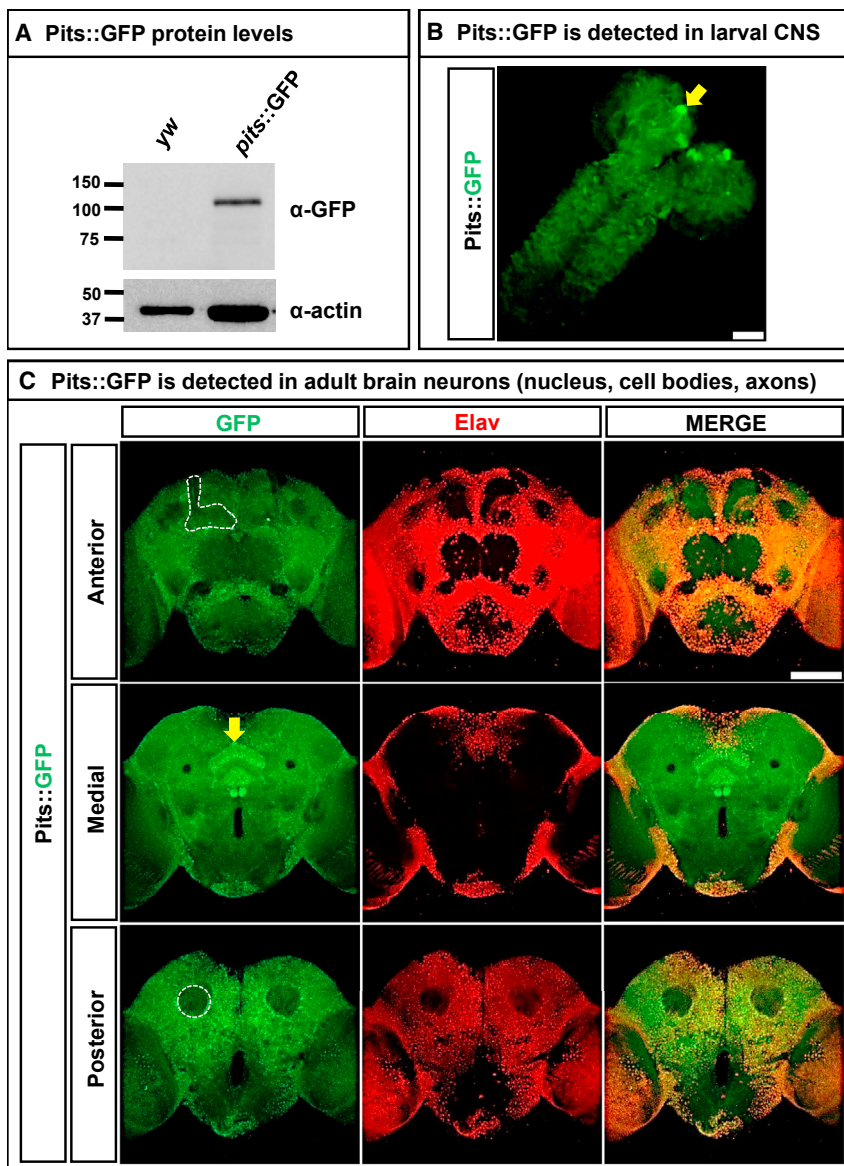 A Pits::GFP protein levels
yw
pits::GFP
150
100
75
α-GFP
50
37
α-actin
B Pits::GFP is detected in larval CNS
Pits::GFP
C Pits::GFP is detected in adult brain neurons (nucleus, cell bodies, axons)
GFP
Elav
MERGE
Pits::GFP
Anterior
Medial
Posterior